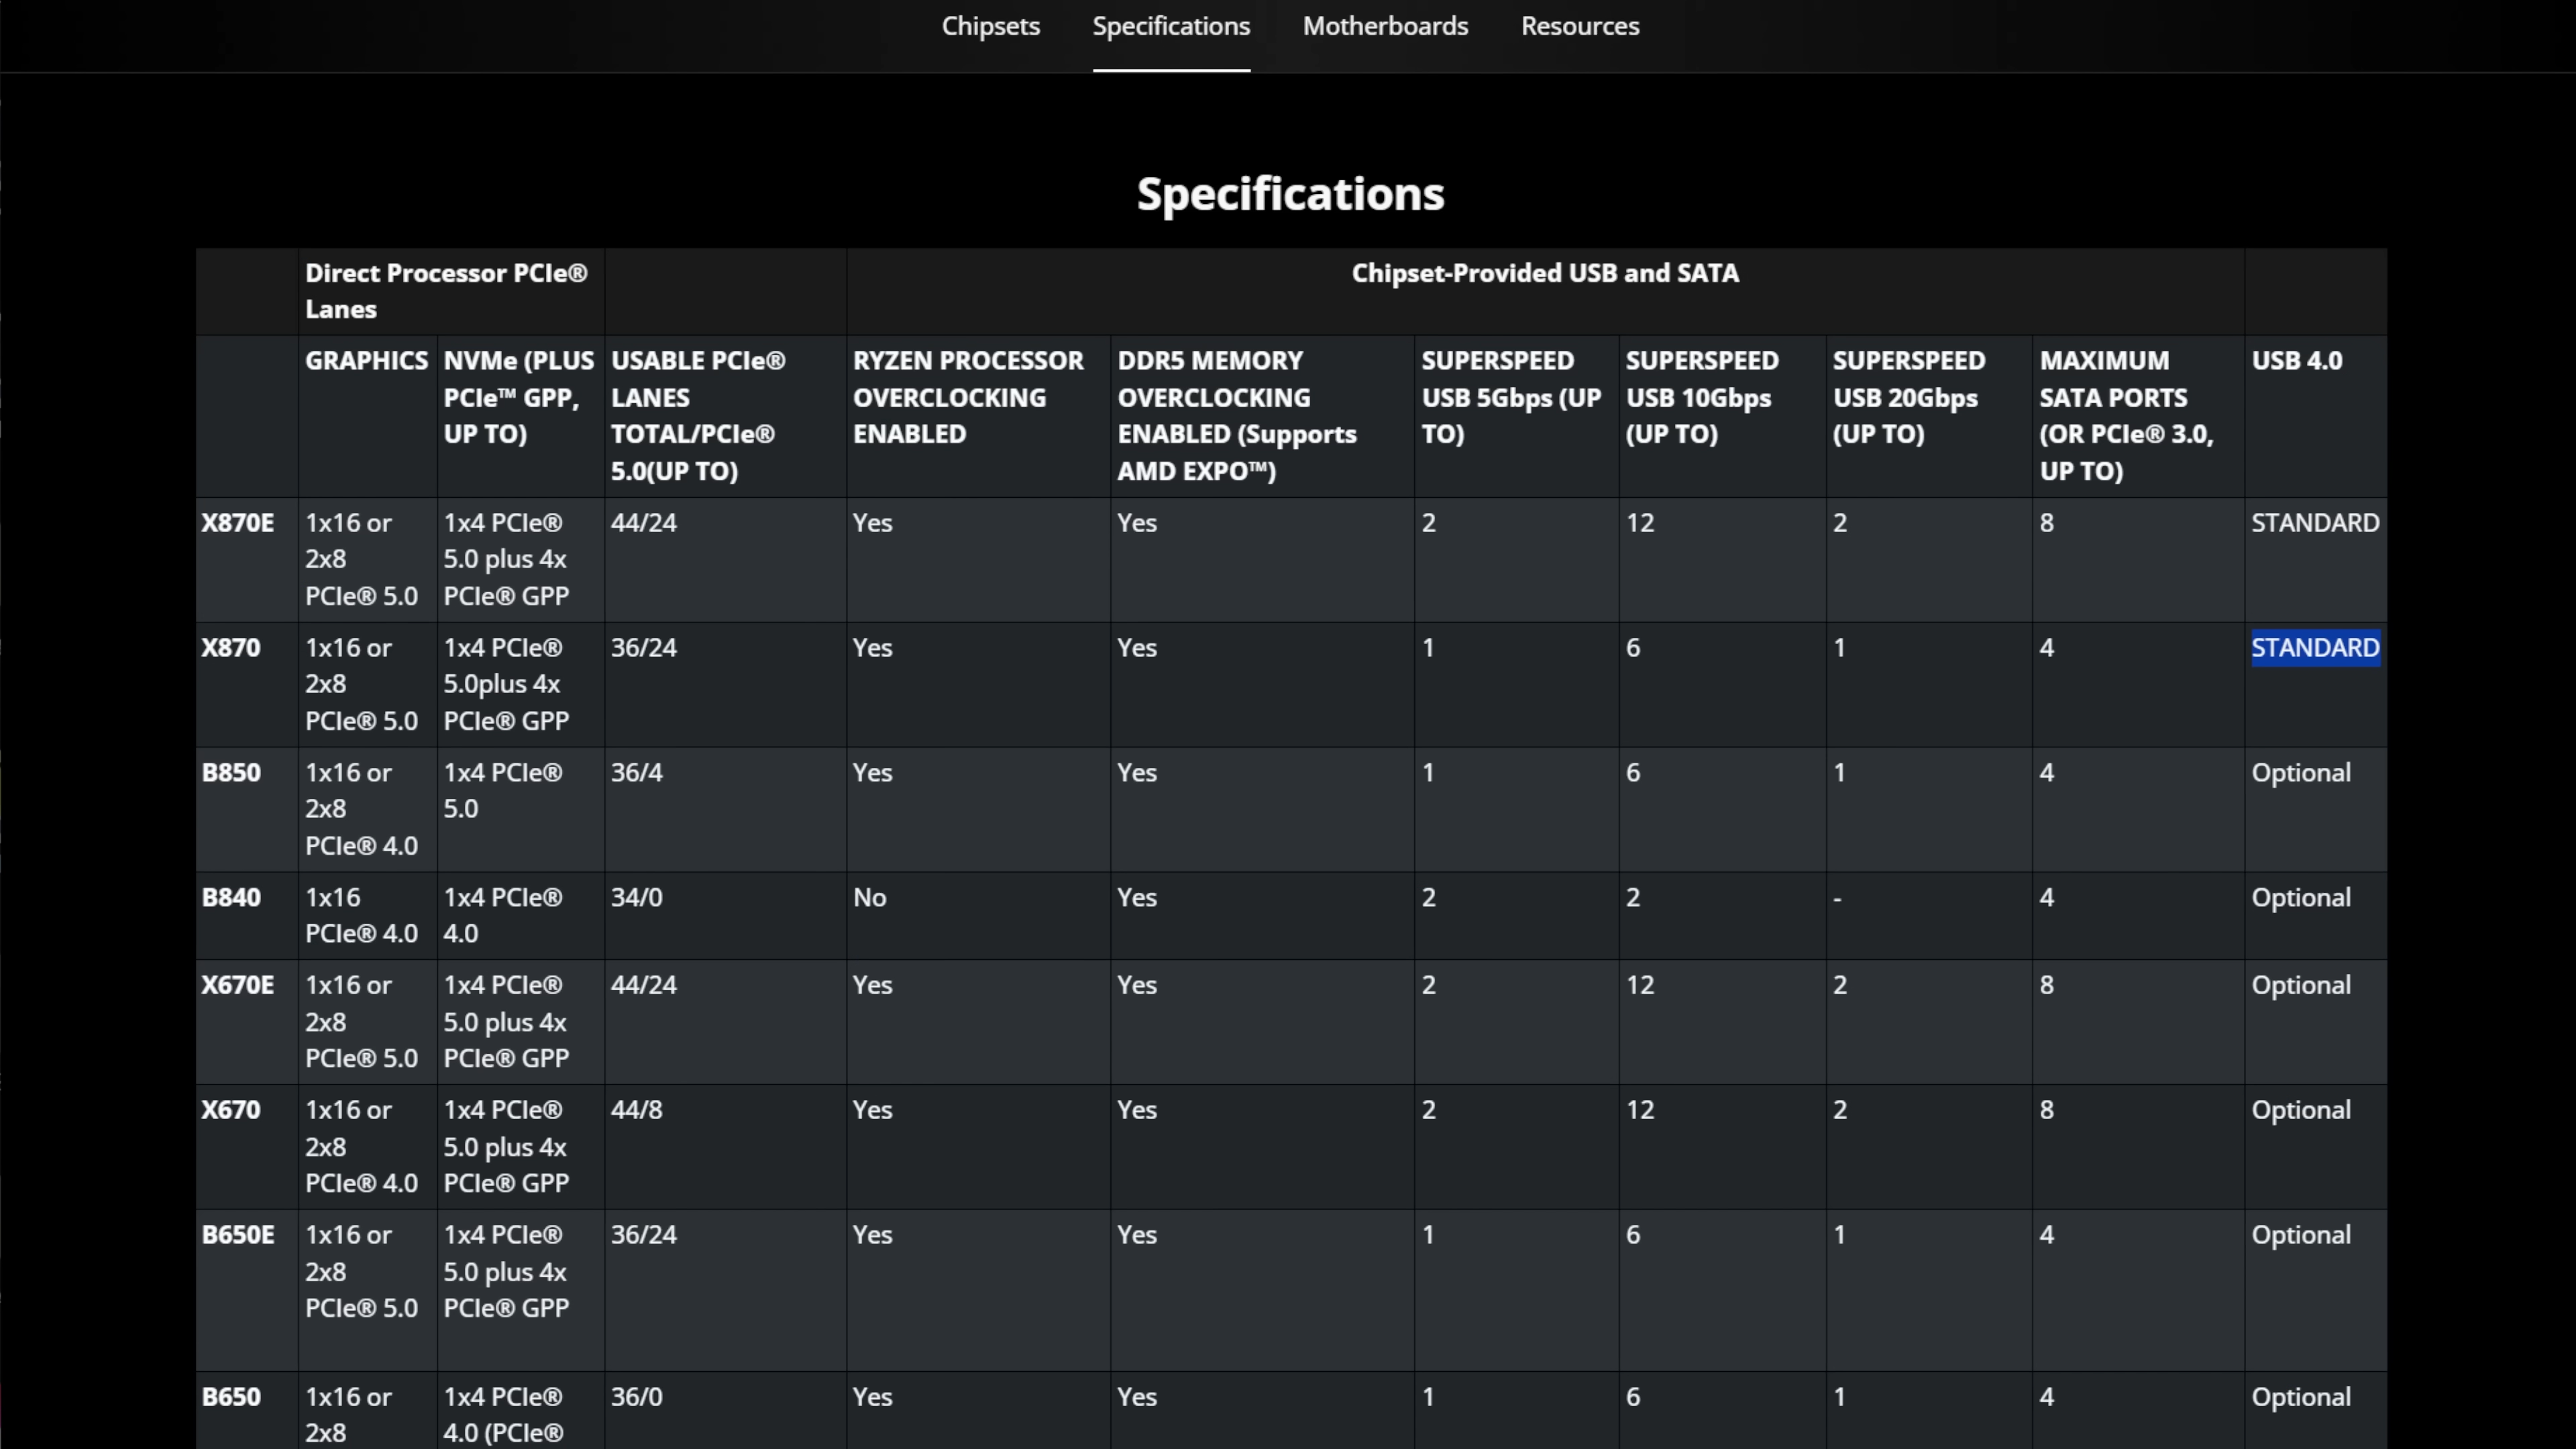 Chipsets Specifications Motherboards Resources
Specifications
Direct Processor PCIe®
Lanes
Chipset-Provided USB and SATA
GRAPHICS
NVMe (PLUS
PCIe™ GPP,
UP TO)
USABLE PCIe®
LANES
TOTAL/PCIe®
5.0(UP TO)
RYZEN PROCESSOR
OVERCLOCKING
ENABLED
DDR5 MEMORY
OVERCLOCKING
ENABLED (Supports
AMD EXPO™)
SUPERSPEED
USB 5Gbps (UP
TO)
SUPERSPEED
USB 10Gbps
(UP TO)
SUPERSPEED
USB 20Gbps
(UP TO)
MAXIMUM
SATA PORTS
(OR PCIe® 3.0,
UP TO)
USB 4.0
X870E
1x16 or
2x8
PCIe® 5.0
1x4 PCIe®
5.0 plus 4x
PCIe® GPP
44/24
Yes
Yes
2
12
2
8
STANDARD
X870
1x16 or
2x8
PCIe® 5.0
1x4 PCIe®
5.0plus 4x
PCIe® GPP
36/24
Yes
Yes
1
6
1
4
STANDARD
B850
1x16 or
2x8
PCIe® 4.0
1x4 PCIe®
5.0
36/4
Yes
Yes
1
6
1
4
Optional
B840
1x16
PCIe® 4.0
1x4 PCIe®
4.0
34/0
No
Yes
2
2
-
4
Optional
X670E
1x16 or
2x8
PCIe® 5.0
1x4 PCIe®
5.0 plus 4x
PCIe® GPP
44/24
Yes
Yes
2
12
2
8
Optional
X670
1x16 or
2x8
PCIe® 4.0
1x4 PCIe®
5.0 plus 4x
PCIe® GPP
44/8
Yes
Yes
2
12
2
8
Optional
B650E
1x16 or
2x8
PCIe® 5.0
1x4 PCIe®
5.0 plus 4x
PCIe® GPP
36/24
Yes
Yes
1
6
1
4
Optional
B650
1x16 or
2x8
1x4 PCIe®
4.0 (PCIe®
36/0
Yes
Yes
1
6
1
4
Optional